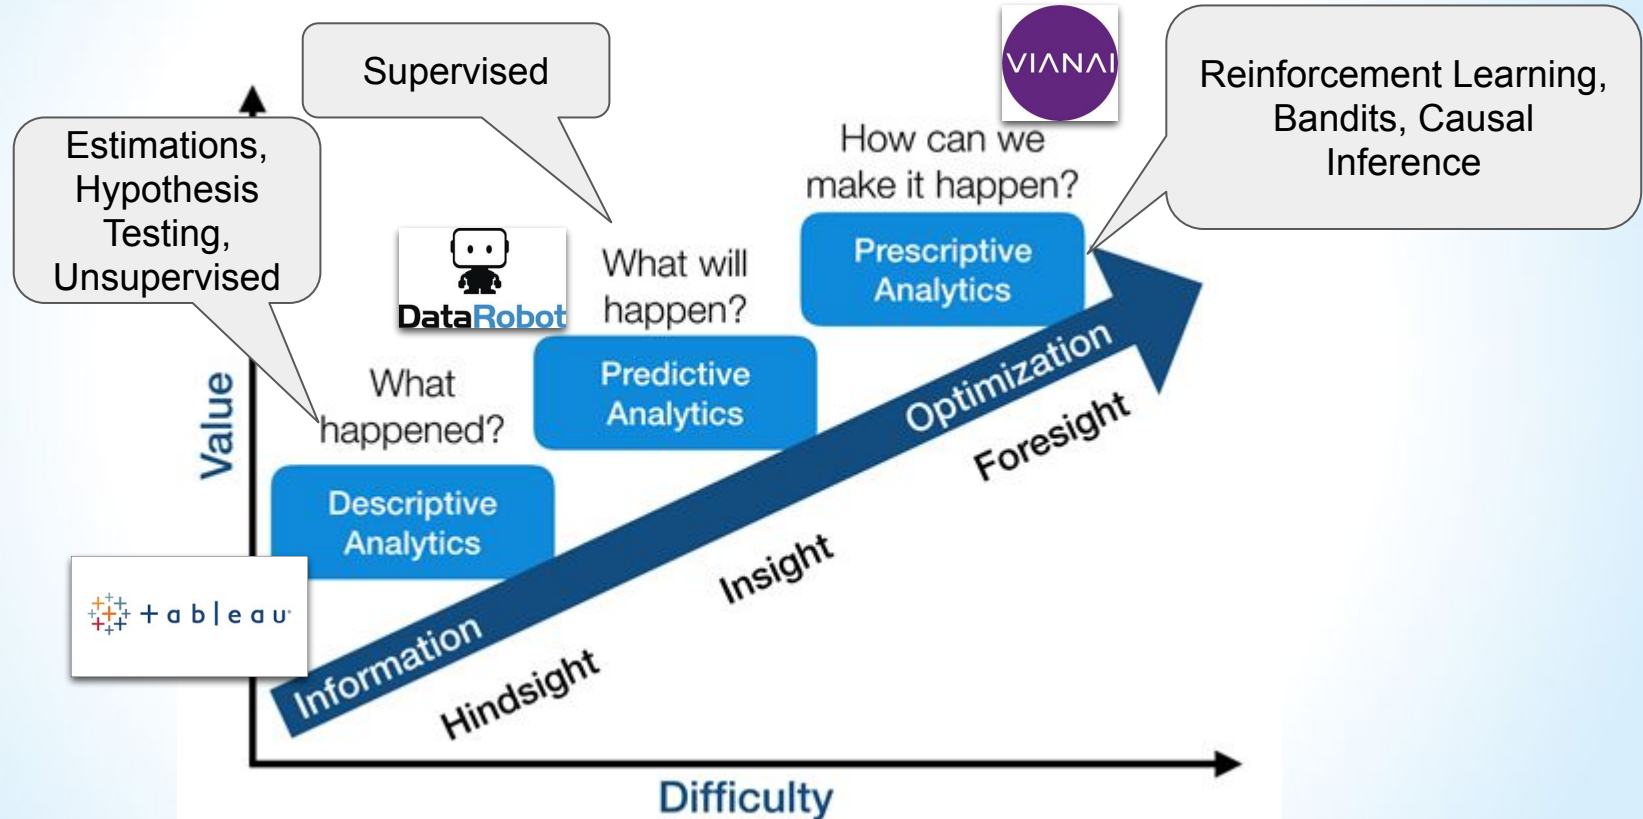 Supervised
VIANAI
Reinforcement Learning,
Bandits, Causal
Inference
Estimations,
Hypothesis
Testing,
Unsupervised
How can we
make it happen?
Prescriptive
Analytics
DataRobot
What will
happen?
Predictive
Analytics
What
happened?
Descriptive
Analytics
Value
+ableau
Information
Optimization
Hindsight
Insight
Foresight
Difficulty